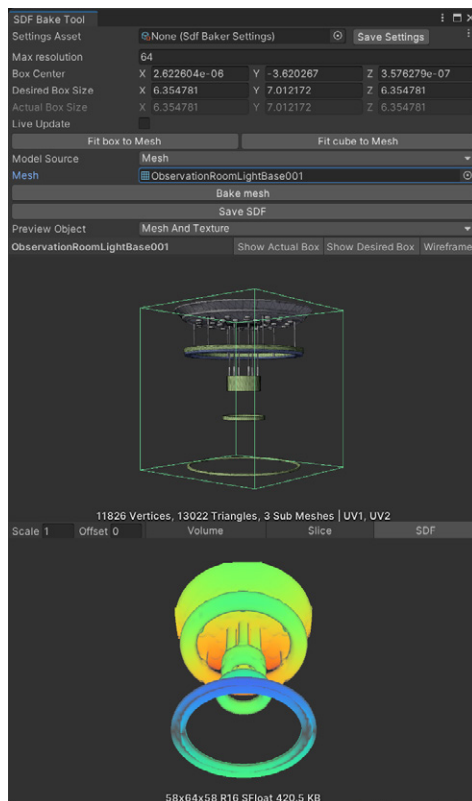 SDF Bake Tool
Settings Asset None (Sdf Baker Settings) Save Settings
Max resolution 64
Box Center X 2.622604e-06 Y -3.620267 Z 3.576279e-07
Desired Box Size X 6.354781 Y 7.012172 Z 6.354781
Actual Box Size X 6.354781 Y 7.012172 Z 6.354781
Live Update
Fit box to Mesh Fit cube to Mesh
Model Source Mesh
Mesh ObservationRoomLightBase001
Bake mesh
Save SDF
Preview Object Mesh And Texture
ObservationRoomLightBase001 Show Actual Box Show Desired Box Wireframe
11826 Vertices, 13022 Triangles, 3 Sub Meshes | UV1, UV2
Scale 1 Offset 0 Volume Slice SDF
58x64x58 R16 SFloat 420.5 KB